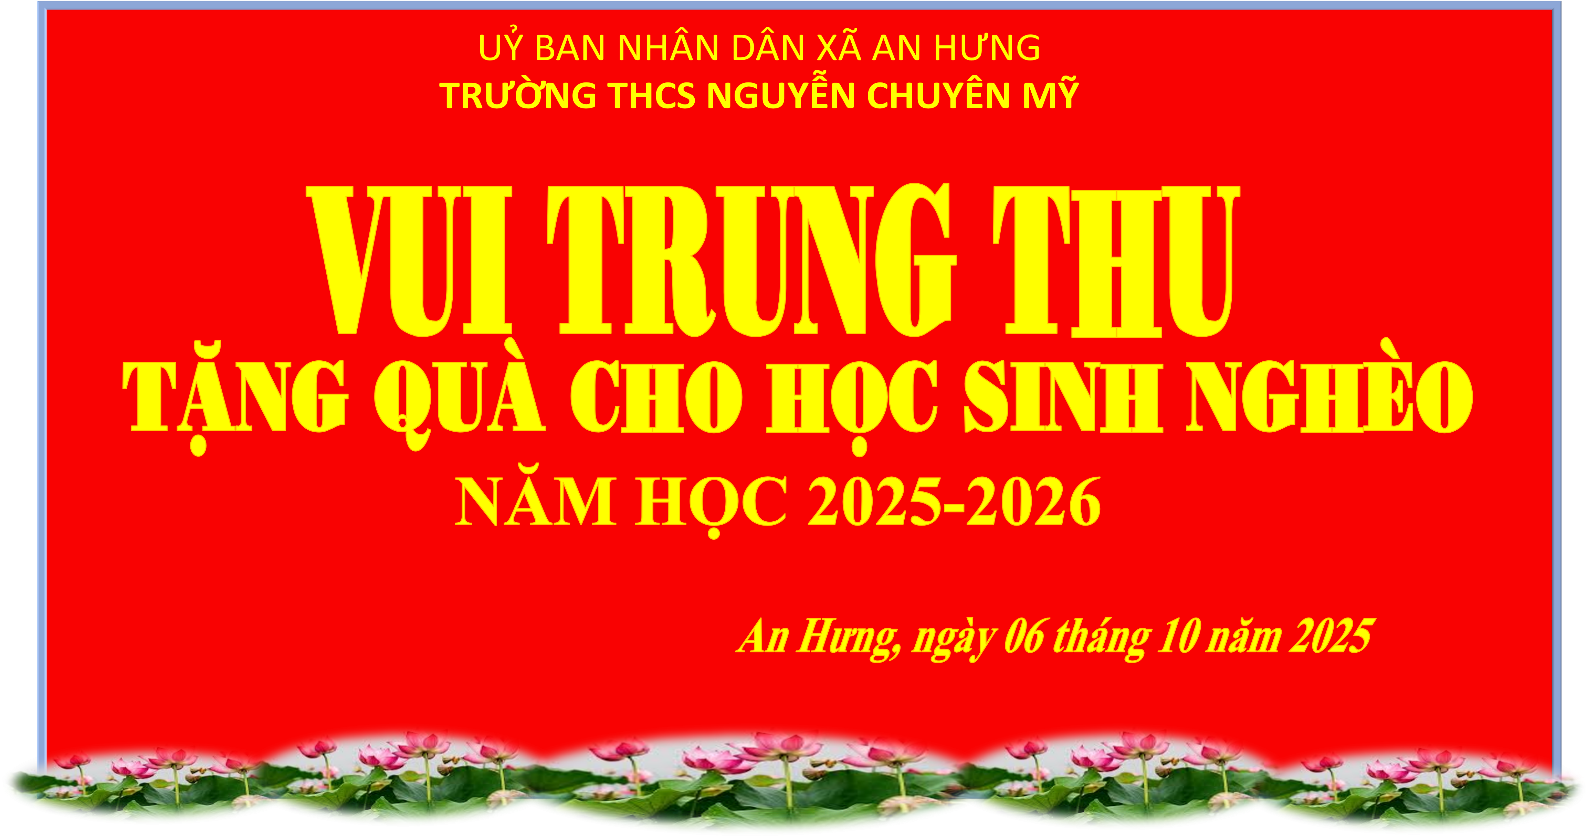 UỶ BAN NHÂN DÂN XÃ AN HƯNG
TRƯỜNG THCS NGUYỄN CHUYÊN MỸ
VUI TRUNG THU
TẶNG QUÀ CHO HỌC SINH NGHÈO
NĂM HỌC 2025-2026
An Hưng, ngày 06 tháng 10 năm 2025